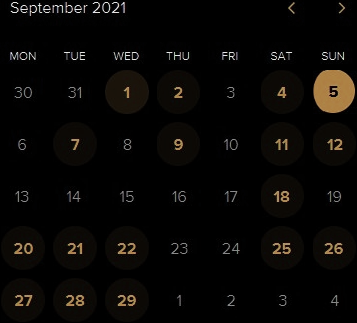 September 2021 < >
MON TUE WED THU FRI SAT SUN
30 31 1 2 3 4 5
6 7 8 9 10 11 12
13 14 15 16 17 18 19
20 21 22 23 24 25 26
27 28 29 1 2 3 4